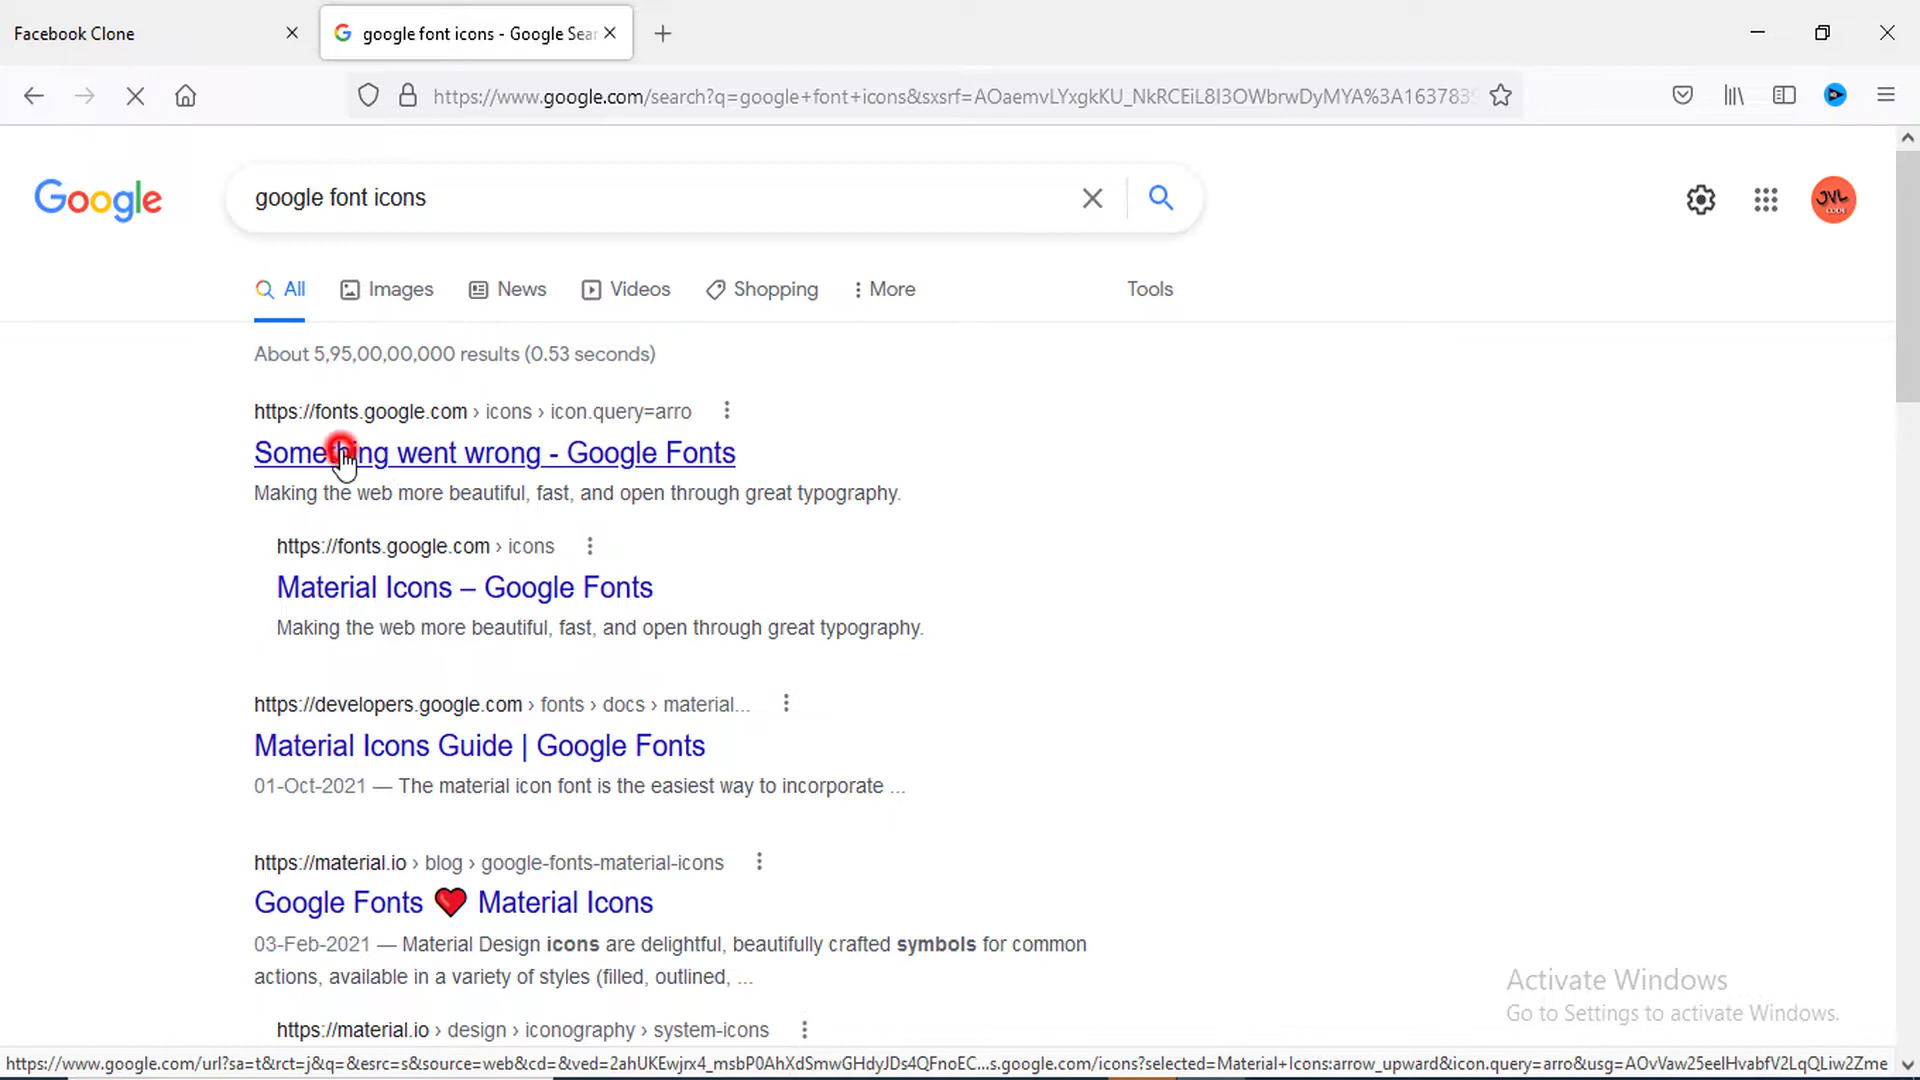 Facebook Clone
google font icons - Google Sear
https://www.google.com/search?q=google+font+icons&sxsrf=AOaemvLYxgkKU_NkRCEiL8I3OWbrwDyMYA%3A163783
Google
google font icons
JVL
CODE
All
Images
News
Videos
Shopping
More
Tools
About 5,95,00,00,000 results (0.53 seconds)
https://fonts.google.com › icons › icon.query=arro
Something went wrong - Google Fonts
Making the web more beautiful, fast, and open through great typography.
https://fonts.google.com › icons
Material Icons – Google Fonts
Making the web more beautiful, fast, and open through great typography.
https://developers.google.com › fonts › docs › material...
Material Icons Guide | Google Fonts
01-Oct-2021 — The material icon font is the easiest way to incorporate ...
https://material.io › blog › google-fonts-material-icons
Google Fonts ❤ Material Icons
03-Feb-2021 — Material Design icons are delightful, beautifully crafted symbols for common
actions, available in a variety of styles (filled, outlined, ...
Activate Windows
Go to Settings to activate Windows.
https://material.io › design › iconography › system-icons
https://www.google.com/url?sa=t&rct=j&q=&esrc=s&source=web&cd=&ved=2ahUKEwjrx4_msbP0AhXdSmwGHdyJDs4QFnoEC...s.google.com/icons?selected=Material+Icons:arrow_upward&icon.query=arro&usg=AOvVaw25eelHvabfV2LqQLiw2Zme